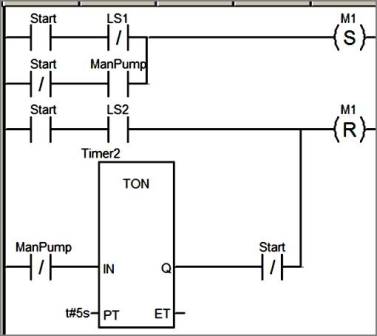 Start LS1 M1
S
Start ManPump
Start LS2 M1
R
Timer2
TON
ManPump Start
IN Q
t#5s PT ET